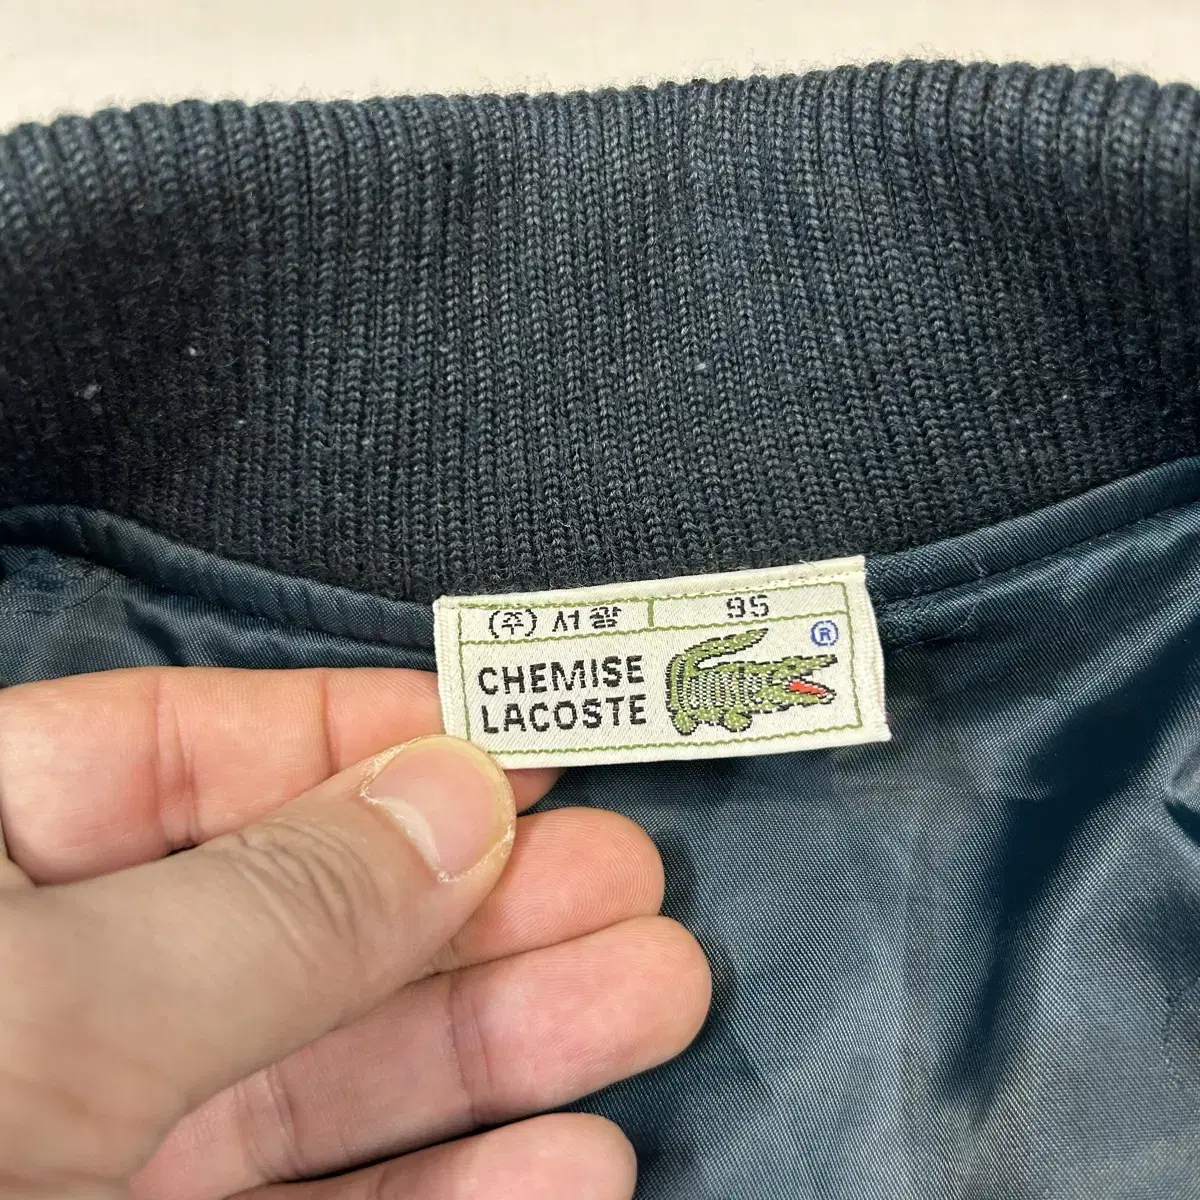 (주) 서광 95
CHEMISE
LACOSTE
®